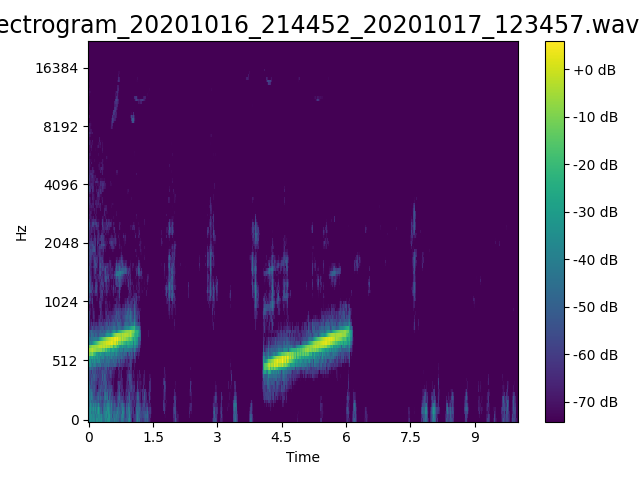 ectrogram_20201016_214452_20201017_123457.wav
16384
8192
4096
2048
1024
512
0
Hz
0 1.5 3 4.5 6 7.5 9
Time
+0 dB
-10 dB
-20 dB
-30 dB
-40 dB
-50 dB
-60 dB
-70 dB